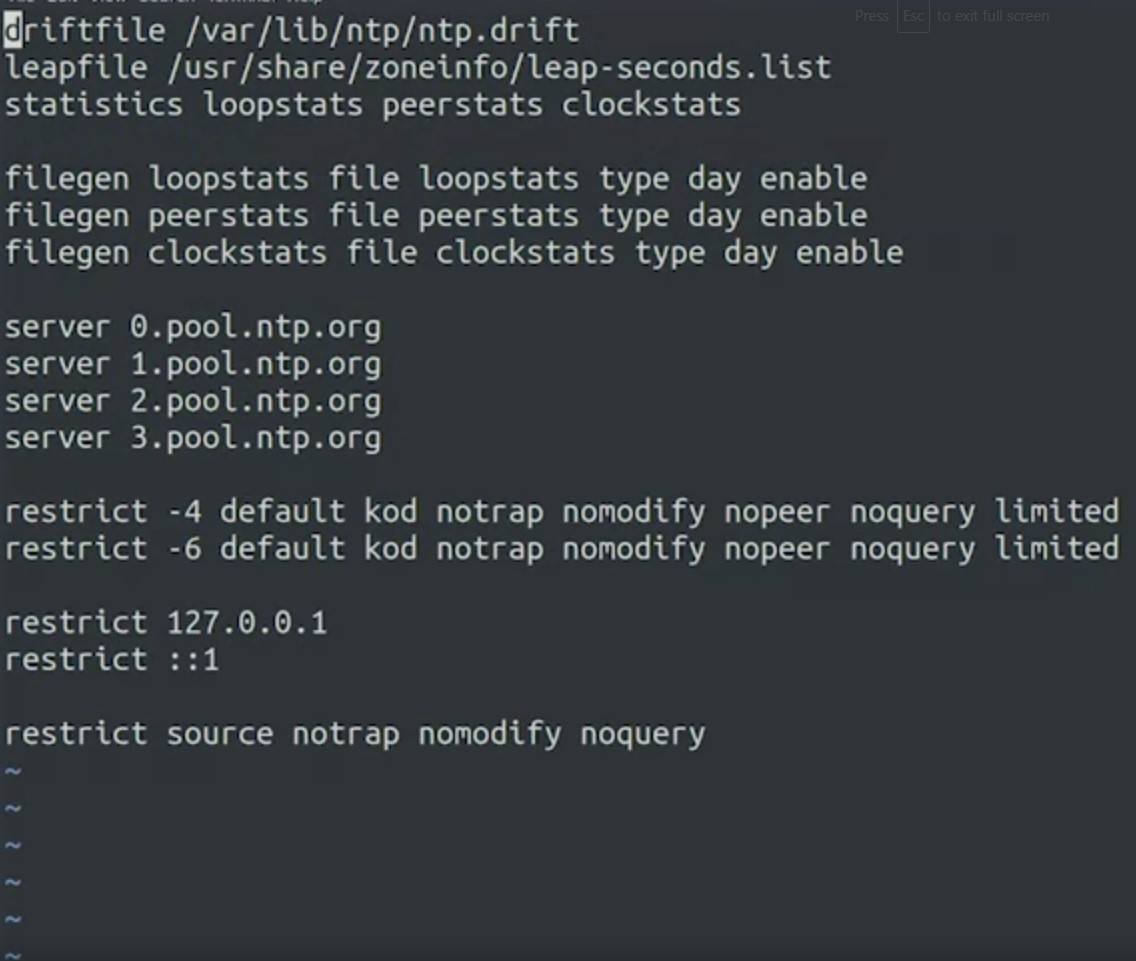 Press Esc to exit full screen
driftfile /var/lib/ntp/ntp.drift
leapfile /usr/share/zoneinfo/leap-seconds.list
statistics loopstats peerstats clockstats
filegen loopstats file loopstats type day enable
filegen peerstats file peerstats type day enable
filegen clockstats file clockstats type day enable
server 0.pool.ntp.org
server 1.pool.ntp.org
server 2.pool.ntp.org
server 3.pool.ntp.org
restrict -4 default kod notrap nomodify nopeer noquery limited
restrict -6 default kod notrap nomodify nopeer noquery limited
restrict 127.0.0.1
restrict ::1
restrict source notrap nomodify noquery
~
~
~
~
~
~